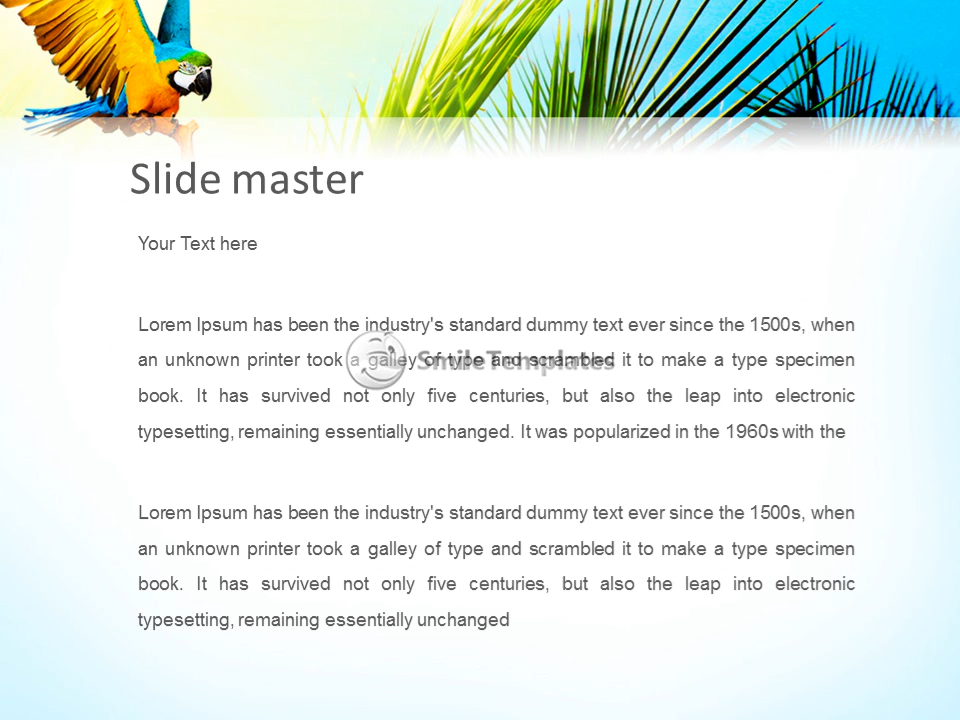 Slide master
Your Text here
Lorem Ipsum has been the industry's standard dummy text ever since the 1500s, when
an unknown printer took a galley of type and scrambled it to make a type specimen
book. It has survived not only five centuries, but also the leap into electronic
typesetting, remaining essentially unchanged. It was popularized in the 1960s with the
SmileTemplates
Lorem Ipsum has been the industry's standard dummy text ever since the 1500s, when
an unknown printer took a galley of type and scrambled it to make a type specimen
book. It has survived not only five centuries, but also the leap into electronic
typesetting, remaining essentially unchanged